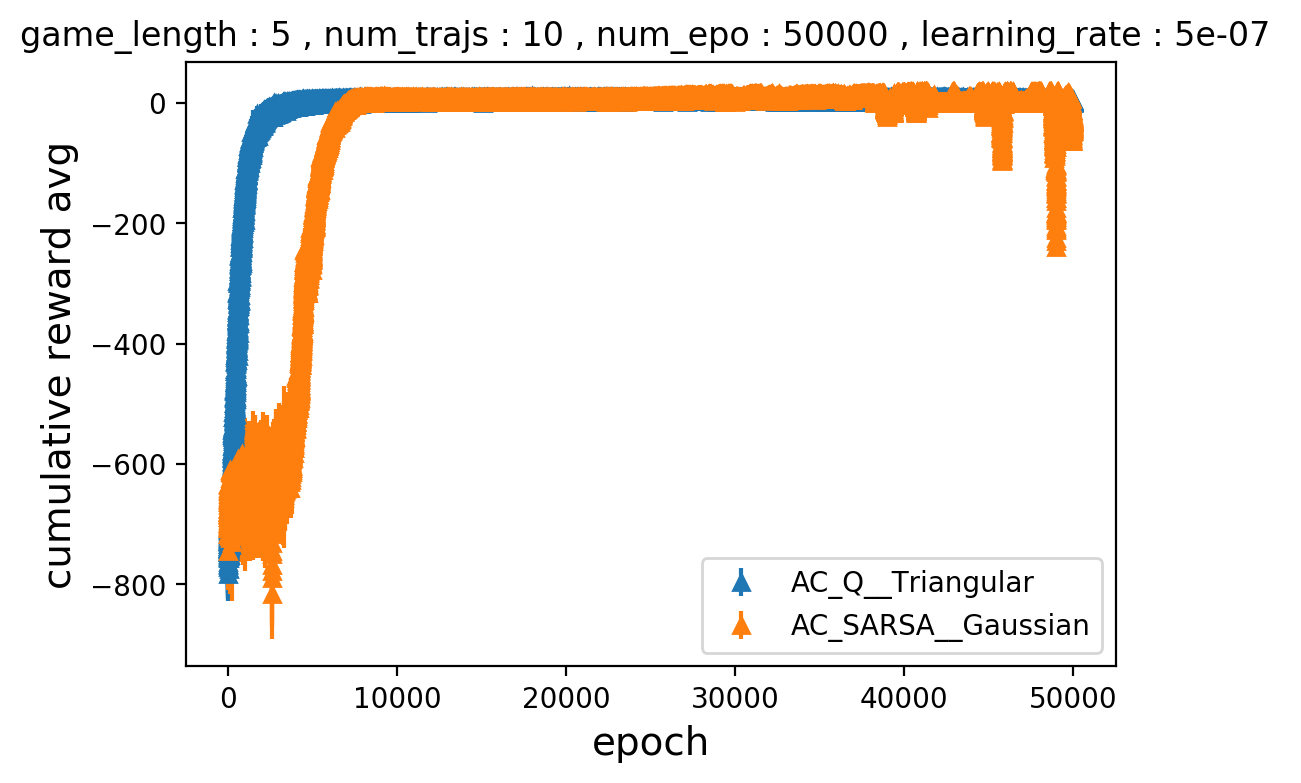 game_length : 5 , num_trajs : 10 , num_epo : 50000 , learning_rate : 5e-07
cumulative reward avg
0
−200
−400
−600
−800
AC_Q__Triangular
AC_SARSA__Gaussian
0 10000 20000 30000 40000 50000
epoch